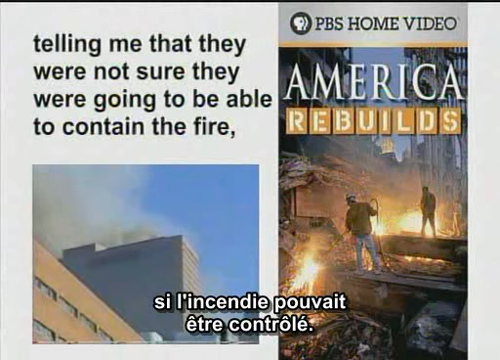 telling me that they
were not sure they
were going to be able
to contain the fire,
PBS HOME VIDEO
AMERICA
REBUILDS
si l'incendie pouvait
être contrôlé.